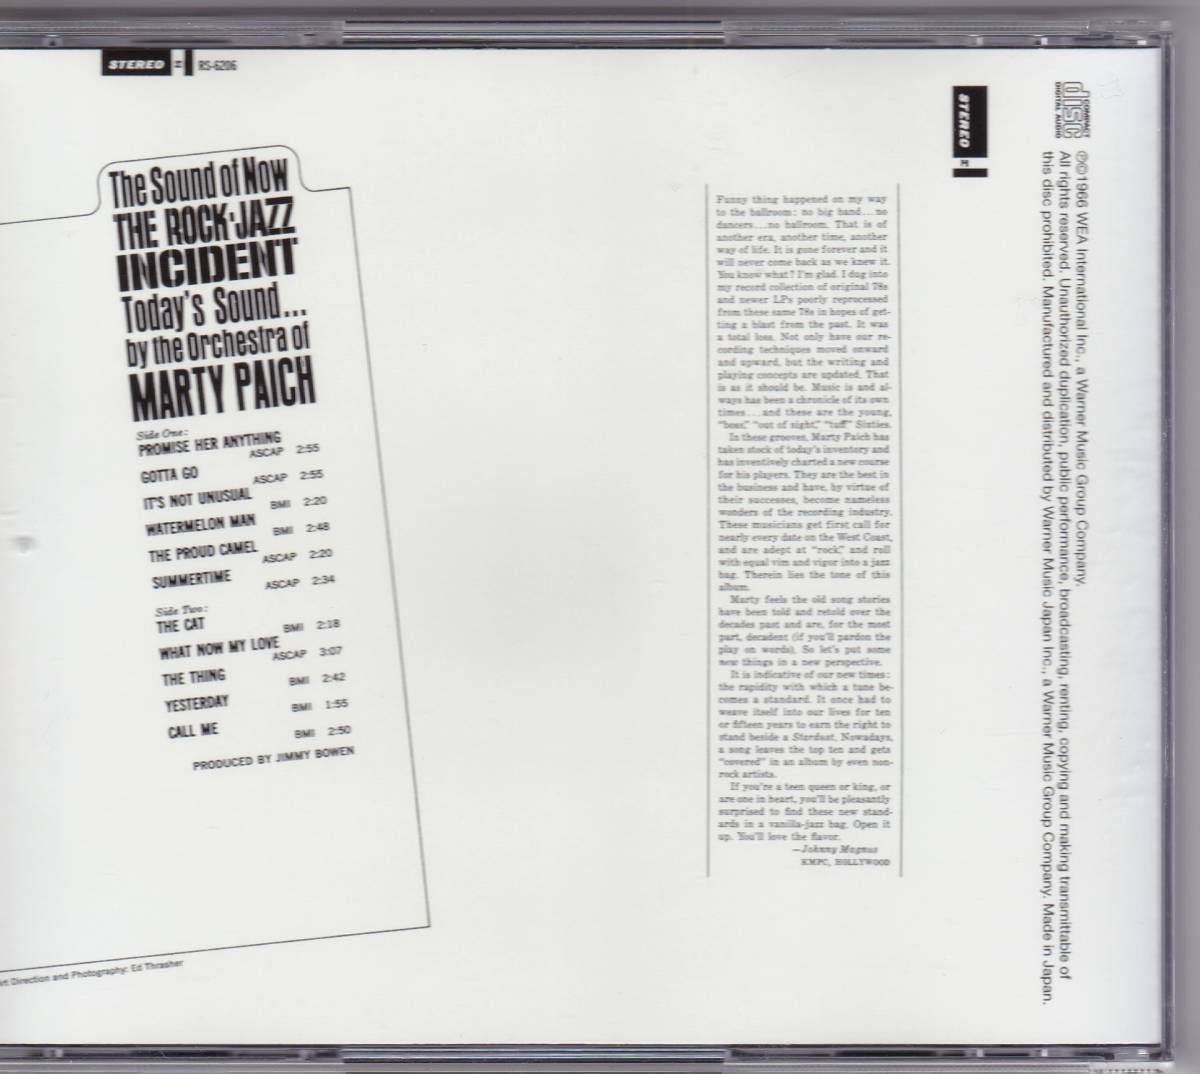 STEREO
RS-6206
The Sound of Now
THE ROCK-JAZZ
INCIDENT
Today's Sound...
by the Orchestra of
MARTY PAICH
Side One:
PROMISE HER ANYTHING
ASCAP 2:55
GOTTA GO ASCAP 2:55
IT'S NOT UNUSUAL BMI 2:20
WATERMELON MAN BMI 2:48
THE PROUD CAMEL ASCAP 2:20
SUMMERTIME ASCAP 2:34
Side Two:
THE CAT BMI 2:18
WHAT NOW MY LOVE
ASCAP 3:07
THE THING BMI 2:42
YESTERDAY BMI 1:55
CALL ME BMI 2:50
PRODUCED BY JIMMY BOWEN
Direction and Photography: Ed Thrasher
Funny thing happened on my way
to the ballroom: no big band...no
dancers...no ballroom. That is of
another era, another time, another
way of life. It is gone forever and it
will never come back as we knew it.
You know what? I'm glad. I dug into
my record collection of original 78s
and newer LPs poorly reprocessed
from these same 78s in hopes of get-
ting a blast from the past. It was
a total loss. Not only have our re-
cording techniques moved onward
and upward, but the writing and
playing concepts are updated. That
is as it should be. Music is and al-
ways has been a chronicle of its own
times...and these are the young,
"boss," "out of sight," "tuff" Sixties.
In these grooves, Marty Paich has
taken stock of today's inventory and
has inventively charted a new course
for his players. They are the best in
the business and have, by virtue of
their successes, become nameless
wonders of the recording industry.
These musicians get first call for
nearly every date on the West Coast,
and are adept at "rock," and roll
with equal vim and vigor into a jazz
bag. Therein lies the tone of this
album.
Marty feels the old song stories
have been told and retold over the
decades past and are, for the most
part, decadent (if you'll pardon the
play on words). So let's put some
new things in a new perspective.
It is indicative of our new times:
the rapidity with which a tune be-
comes a standard. It once had to
weave itself into our lives for ten
or fifteen years to earn the right to
stand beside a Stardust. Nowadays,
a song leaves the top ten and gets
"covered" in an album by even non-
rock artists.
If you're a teen queen or king, or
are one in heart, you'll be pleasantly
surprised to find these new stand-
ards in a vanilla-jazz bag. Open it
up. You'll love the flavor.
—Johnny Magnus
KMPC, HOLLYWOOD
STEREO
COMPACT
disc
DIGITAL AUDIO
℗©1966 WEA International Inc., a Warner Music Group Company.
All rights reserved. Unauthorized duplication, public performance, broadcasting, renting, copying and making transmittable of
this disc prohibited. Manufactured and distributed by Warner Music Japan Inc., a Warner Music Group Company. Made in Japan.